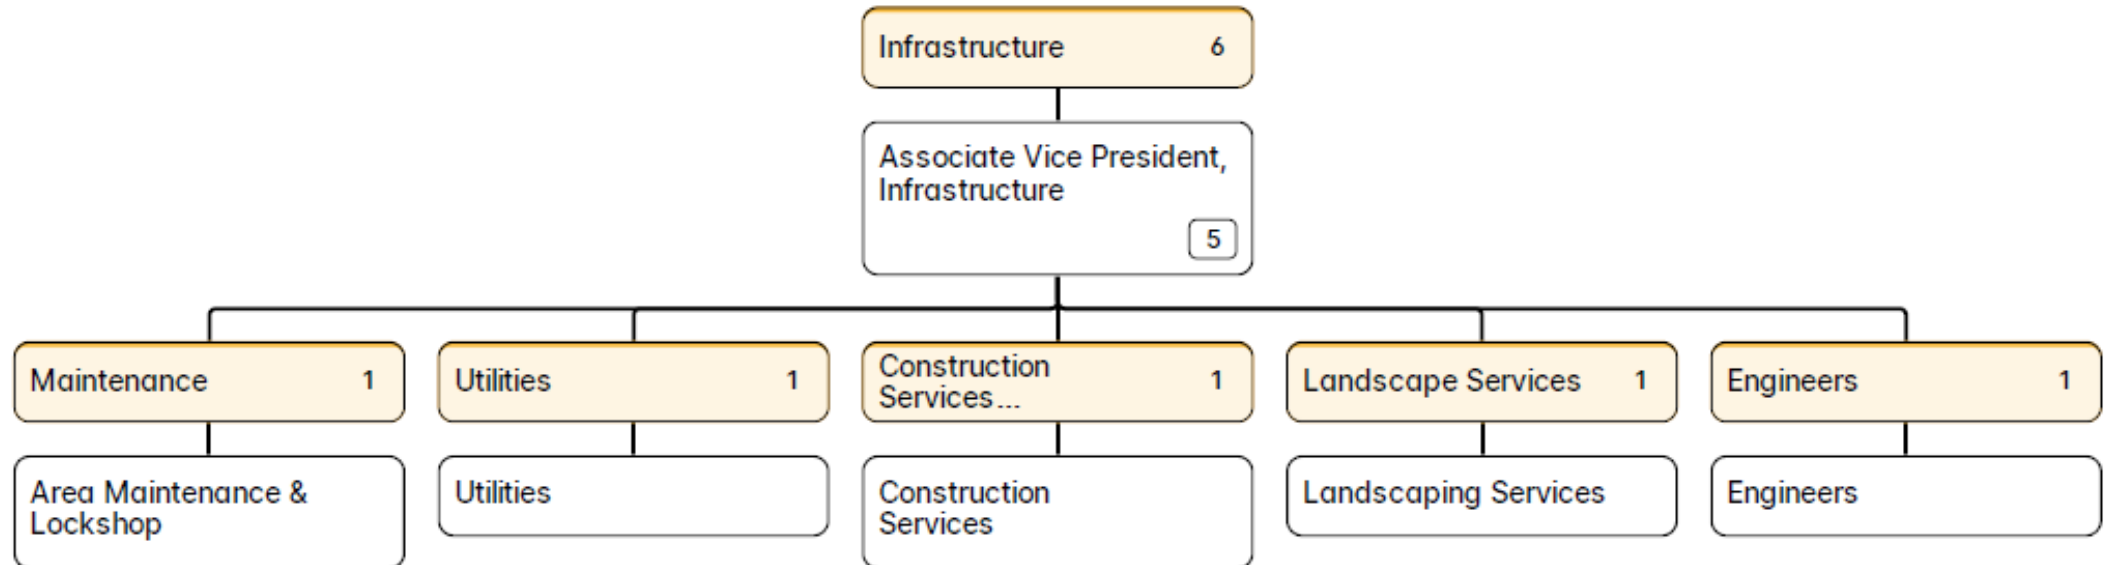 Infrastructure 6
Associate Vice President,
Infrastructure
5
Maintenance 1
Utilities 1
Construction
Services... 1
Landscape Services 1
Engineers 1
Area Maintenance &
Lockshop
Utilities
Construction
Services
Landscaping Services
Engineers